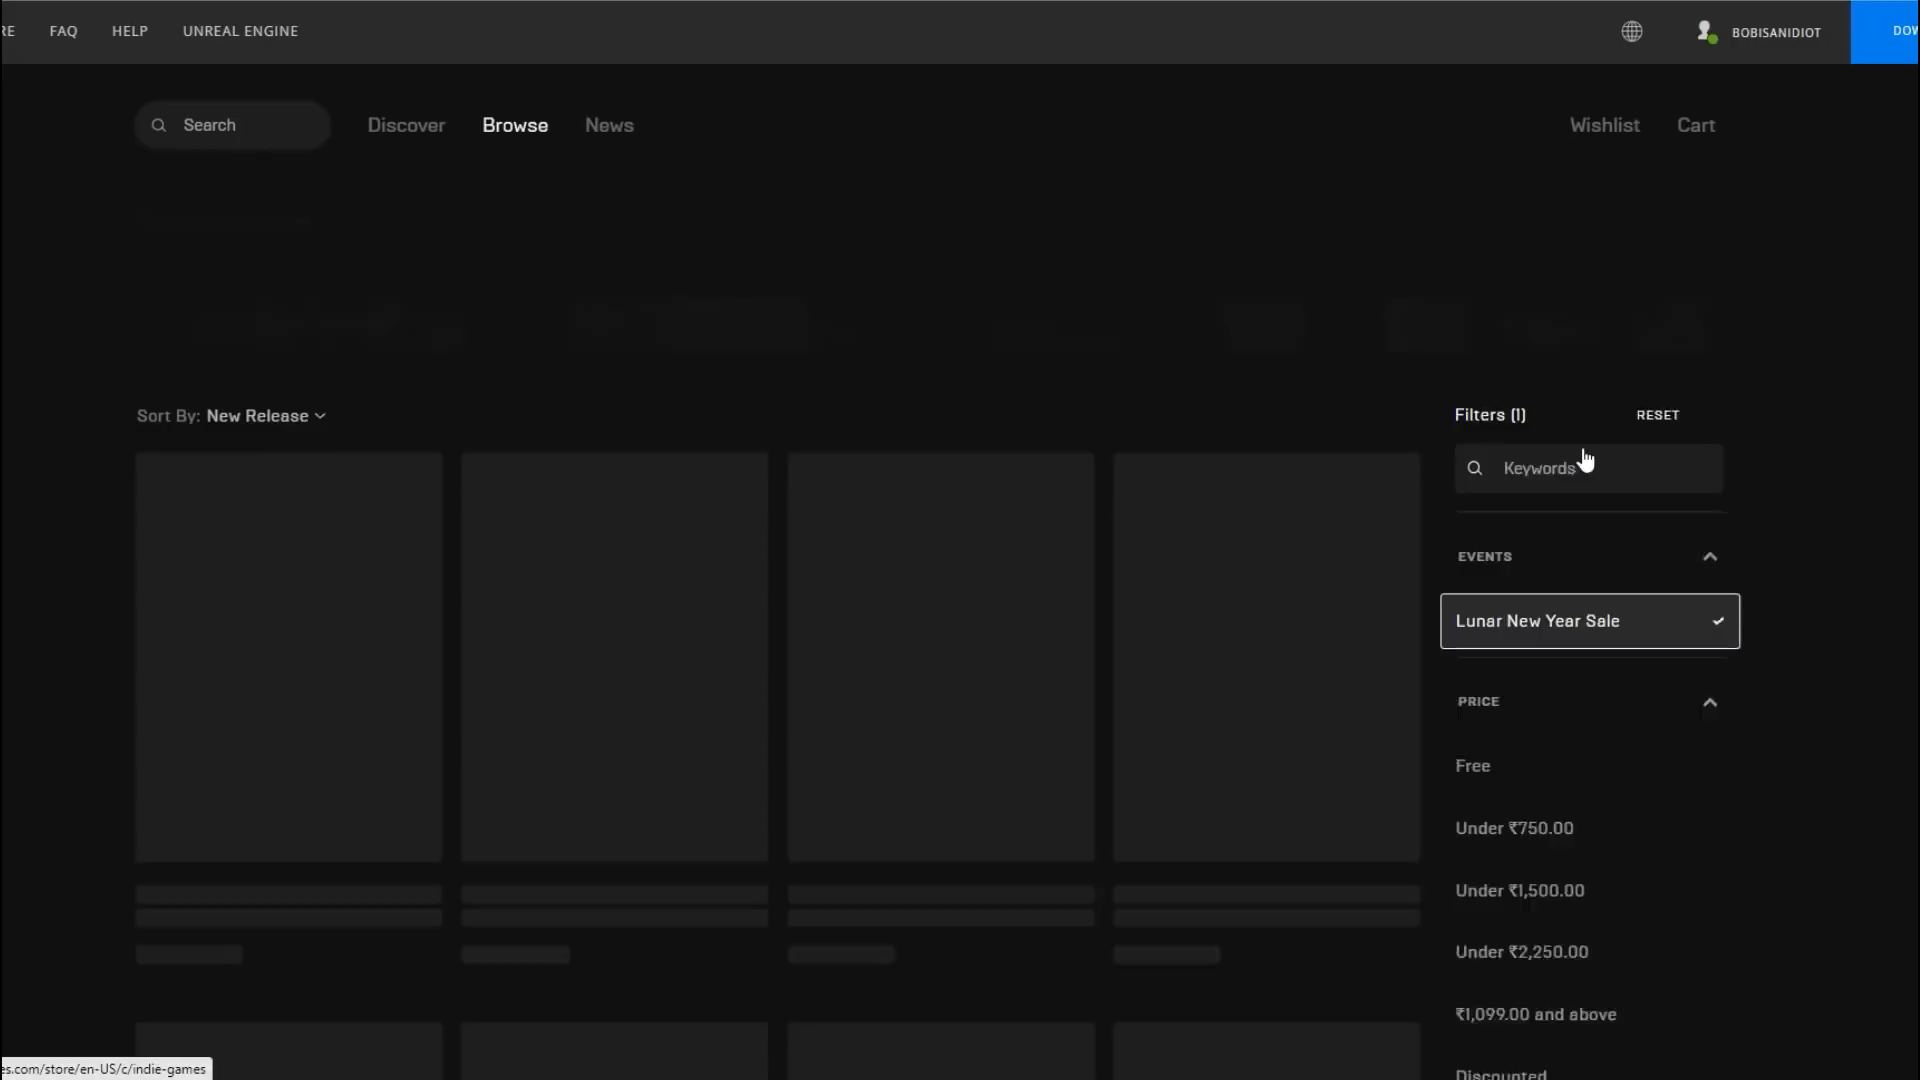 RE FAQ HELP UNREAL ENGINE BOBISANIDIOT DOW
Search Discover Browse News Wishlist Cart
Sort By: New Release Filters (1) RESET
Keywords
EVENTS
Lunar New Year Sale
PRICE
Free
Under ₹750.00
Under ₹1,500.00
Under ₹2,250.00
₹1,099.00 and above
Discounted
es.com/store/en-US/c/indie-games